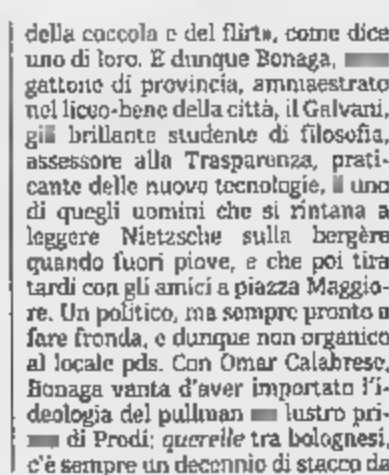 della coccola e del flirt», come dice
uno di loro. E dunque Bonaga,
gattone di provincia, ammaestrato
nel liceo-bene della città, il Galvani,
brillante studente di filosofia,
assessore alla Trasparenza, prati-
cante delle nuove tecnologie, uno
di quegli uomini che si rintana a
leggere Nietzsche sulla bergère
quando fuori piove, e che poi tira
tardi con gli amici a piazza Maggio-
re. Un politico, ma sempre pronto a
fare fronda, e dunque non organico
al locale pds. Con Omar Calabrese,
Bonaga vanta d'aver importato l'i-
deologia del pullman lustro pri-
di Prodi: querelle tra bolognesi,
c'è sempre un decennio di stacco da